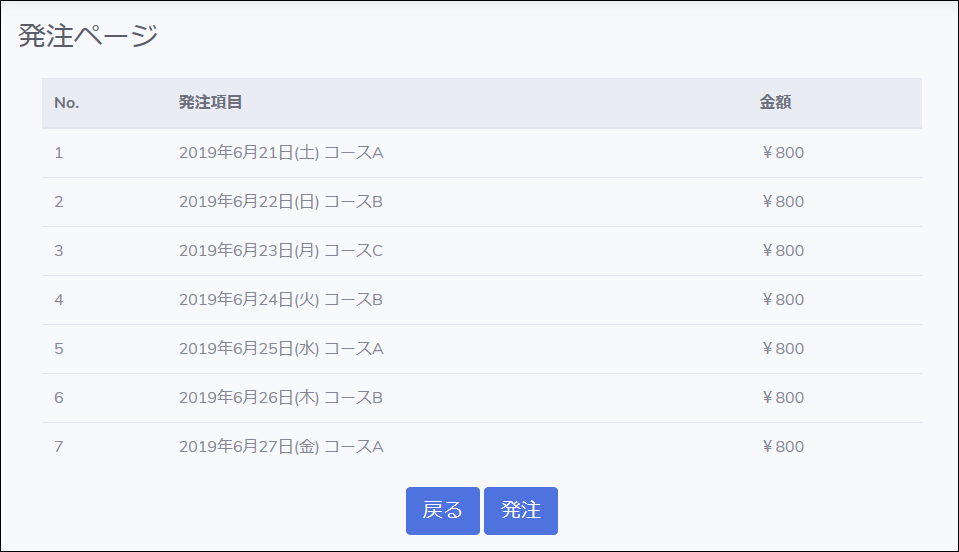 発注ページ
No. 発注項目 金額
1 2019年6月21日(土) コースA ￥800
2 2019年6月22日(日) コースB ￥800
3 2019年6月23日(月) コースC ￥800
4 2019年6月24日(火) コースB ￥800
5 2019年6月25日(水) コースA ￥800
6 2019年6月26日(木) コースB ￥800
7 2019年6月27日(金) コースA ￥800
戻る 発注